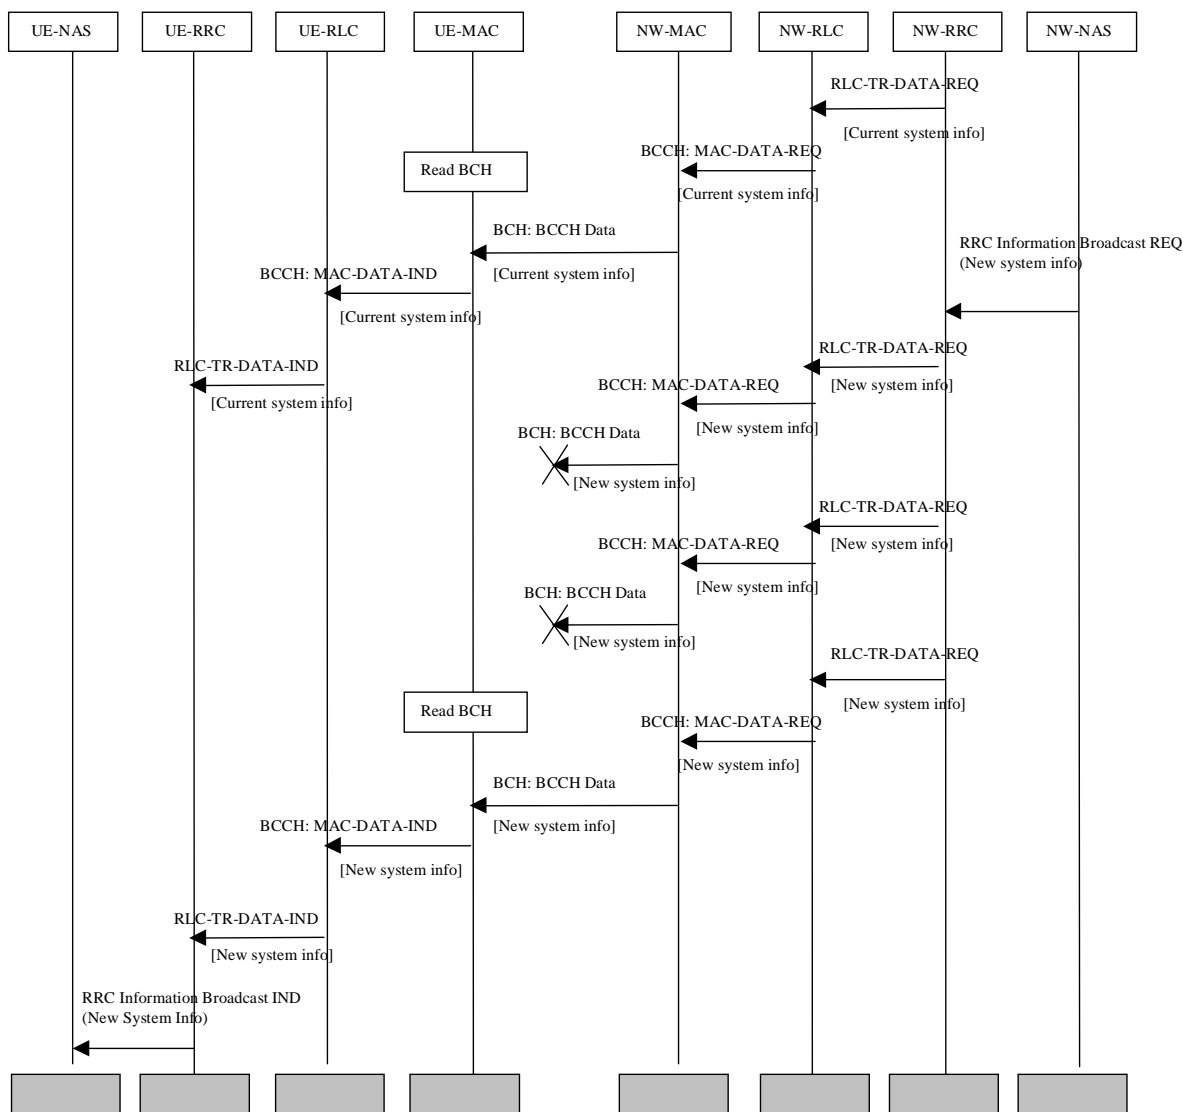 UE-NAS
UE-RRC
UE-RLC
UE-MAC
NW-MAC
NW-RLC
NW-RRC
NW-NAS
RLC-TR-DATA-REQ
[Current system info]
BCCH: MAC-DATA-REQ
Read BCH
[Current system info]
BCH: BCCH Data
RRC Information Broadcast REQ
(New system info)
[Current system info]
BCCH: MAC-DATA-IND
[Current system info]
RLC-TR-DATA-REQ
RLC-TR-DATA-IND
[New system info]
BCCH: MAC-DATA-REQ
[Current system info]
[New system info]
BCH: BCCH Data
[New system info]
RLC-TR-DATA-REQ
[New system info]
BCCH: MAC-DATA-REQ
[New system info]
BCH: BCCH Data
[New system info]
RLC-TR-DATA-REQ
[New system info]
Read BCH
BCCH: MAC-DATA-REQ
[New system info]
BCH: BCCH Data
[New system info]
BCCH: MAC-DATA-IND
[New system info]
RLC-TR-DATA-IND
[New system info]
RRC Information Broadcast IND
(New System Info)